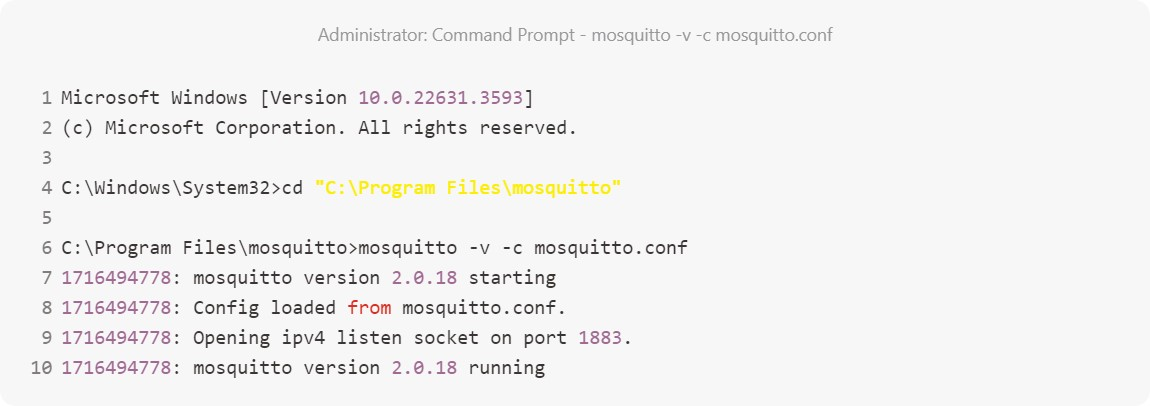 Administrator: Command Prompt - mosquitto -v -c mosquitto.conf
1 Microsoft Windows [Version 10.0.22631.3593]
2 (c) Microsoft Corporation. All rights reserved.
3
4 C:\Windows\System32>cd "C:\Program Files\mosquitto"
5
6 C:\Program Files\mosquitto>mosquitto -v -c mosquitto.conf
7 1716494778: mosquitto version 2.0.18 starting
8 1716494778: Config loaded from mosquitto.conf.
9 1716494778: Opening ipv4 listen socket on port 1883.
10 1716494778: mosquitto version 2.0.18 running